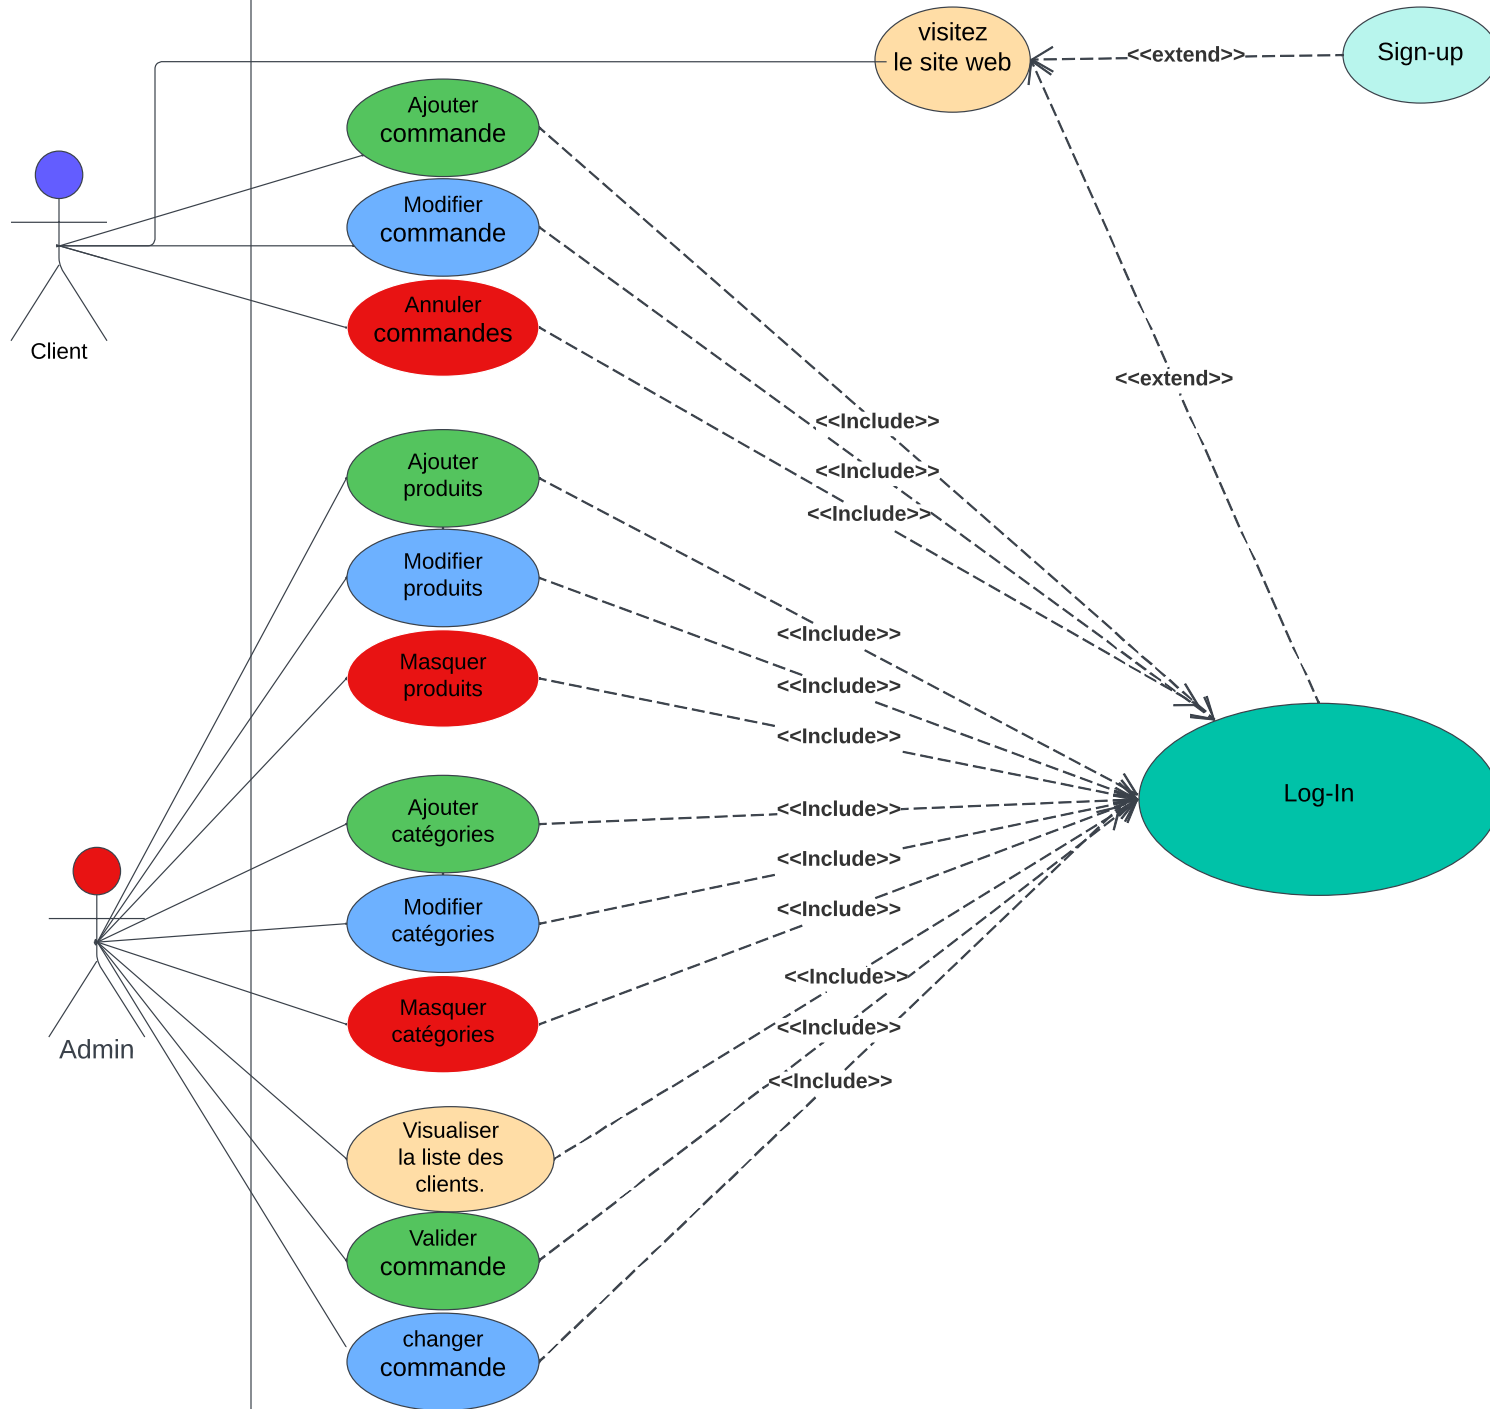 visitez
le site web
<<extend>>
Sign-up
Ajouter
commande
Modifier
commande
Annuler
commandes
Client
<<extend>>
<<Include>>
<<Include>>
<<Include>>
Ajouter
produits
Modifier
produits
Masquer
produits
<<Include>>
<<Include>>
<<Include>>
Log-In
Ajouter
catégories
Modifier
catégories
Masquer
catégories
<<Include>>
<<Include>>
<<Include>>
Admin
<<Include>>
<<Include>>
<<Include>>
Visualiser
la liste des
clients.
Valider
commande
changer
commande